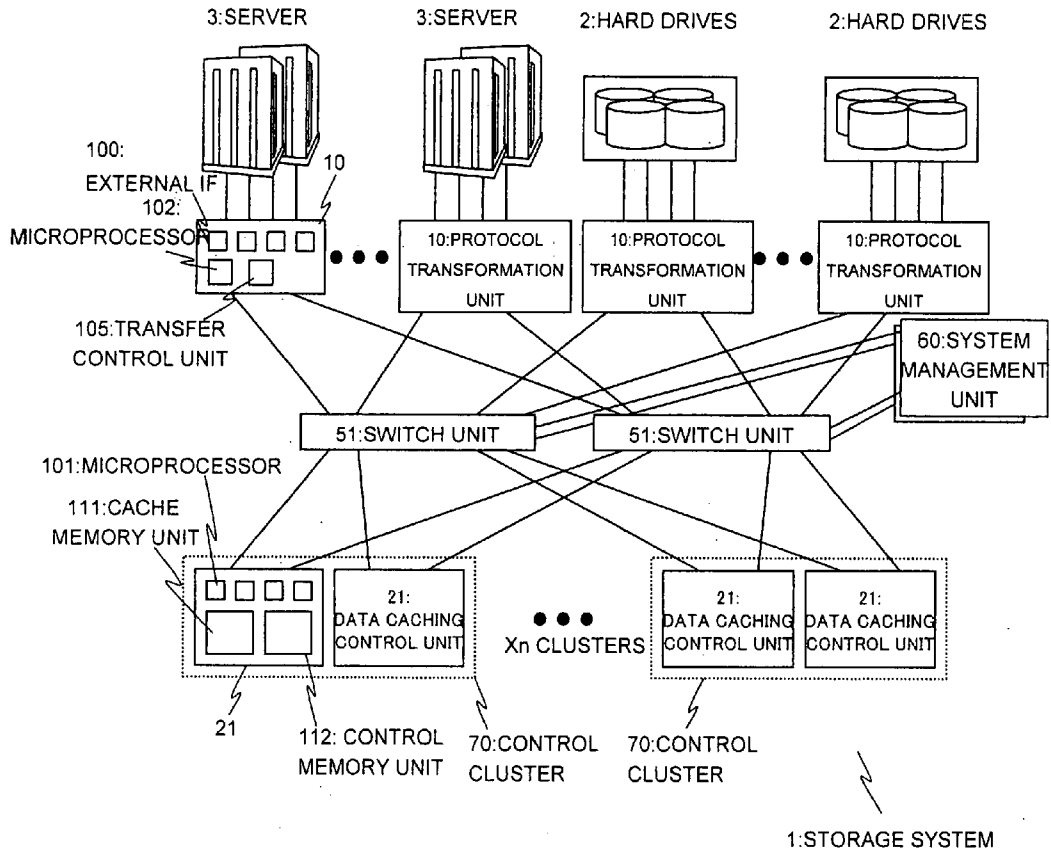 3:SERVER
3:SERVER
2:HARD DRIVES
2:HARD DRIVES
100:
EXTERNAL IF
10
102:
MICROPROCESSOR
10:PROTOCOL
TRANSFORMATION
UNIT
10:PROTOCOL
TRANSFORMATION
UNIT
10:PROTOCOL
TRANSFORMATION
UNIT
105:TRANSFER
CONTROL UNIT
60:SYSTEM
MANAGEMENT
UNIT
51:SWITCH UNIT
51:SWITCH UNIT
101:MICROPROCESSOR
111:CACHE
MEMORY UNIT
21:
DATA CACHING
CONTROL UNIT
Xn CLUSTERS
21:
DATA CACHING
CONTROL UNIT
21:
DATA CACHING
CONTROL UNIT
21
112: CONTROL
MEMORY UNIT
70:CONTROL
CLUSTER
70:CONTROL
CLUSTER
1:STORAGE SYSTEM